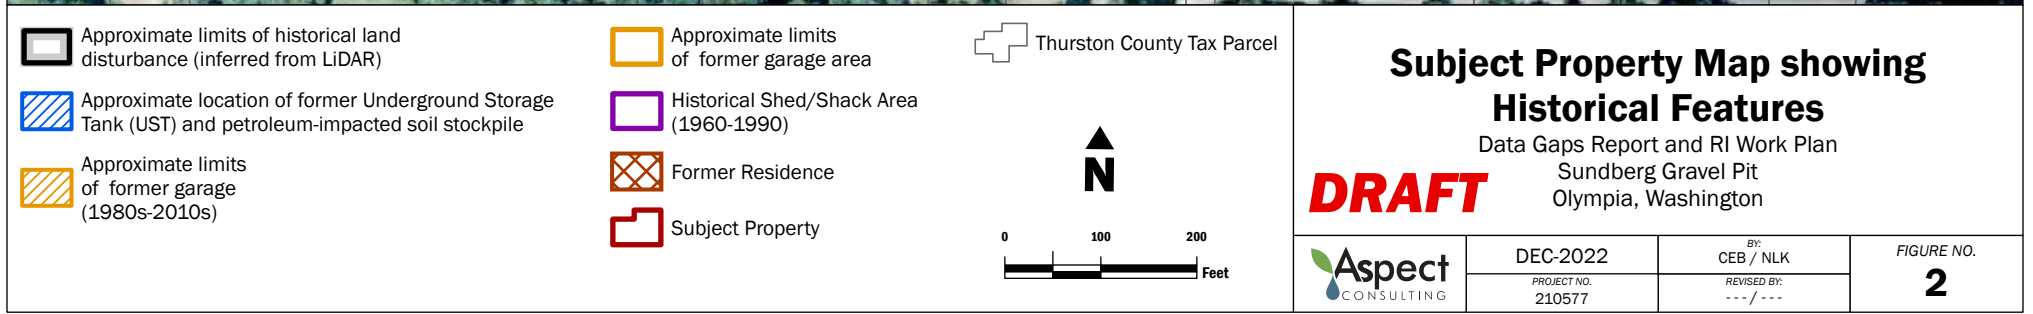 Approximate limits of historical land
disturbance (inferred from LiDAR)
Approximate location of former Underground Storage
Tank (UST) and petroleum-impacted soil stockpile
Approximate limits
of former garage
(1980s-2010s)
Approximate limits
of former garage area
Historical Shed/Shack Area
(1960-1990)
Former Residence
Subject Property
Thurston County Tax Parcel
N
0 100 200
Feet
Subject Property Map showing
Historical Features
Data Gaps Report and RI Work Plan
Sundberg Gravel Pit
Olympia, Washington
DRAFT
Aspect
CONSULTING
DEC-2022
PROJECT NO.
210577
BY:
CEB / NLK
REVISED BY:
- - - / - - -
FIGURE NO.
2